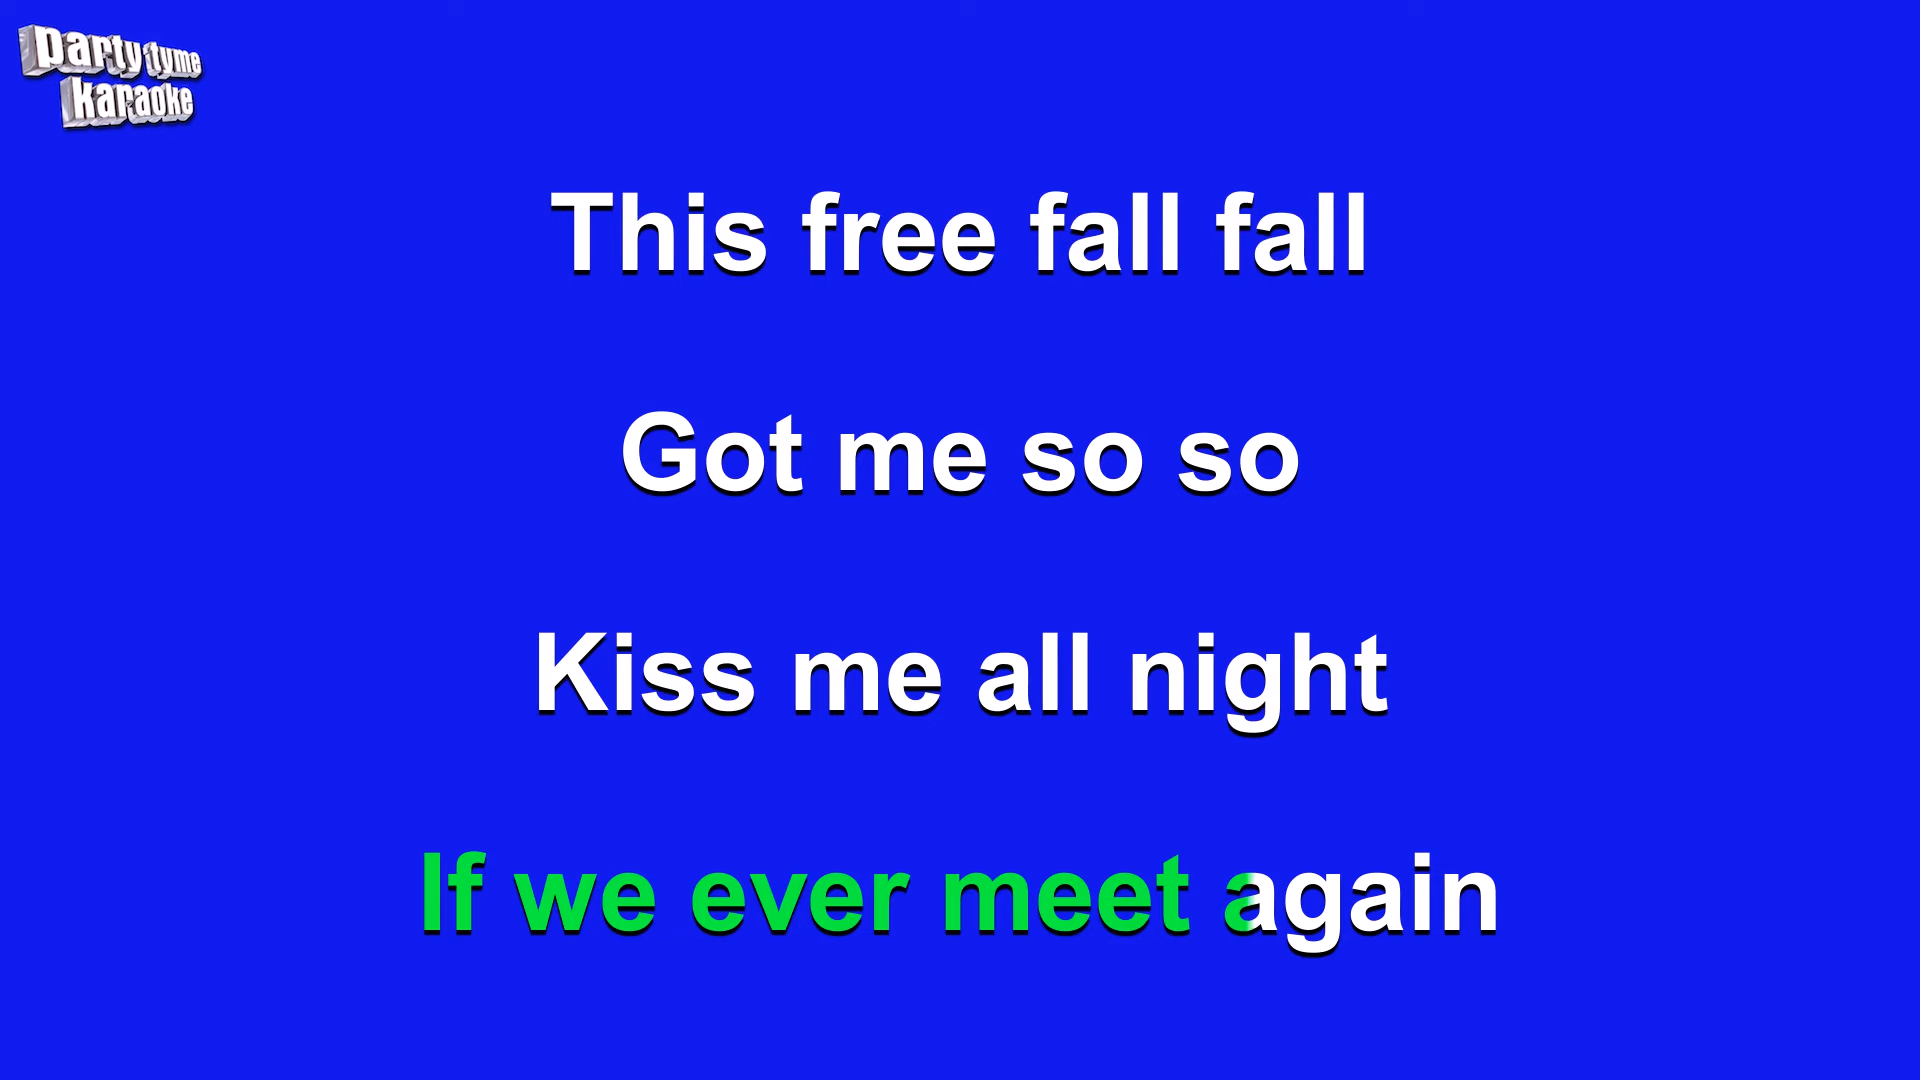 party tyme
karaoke
This free fall fall
Got me so so
Kiss me all night
If we ever meet again